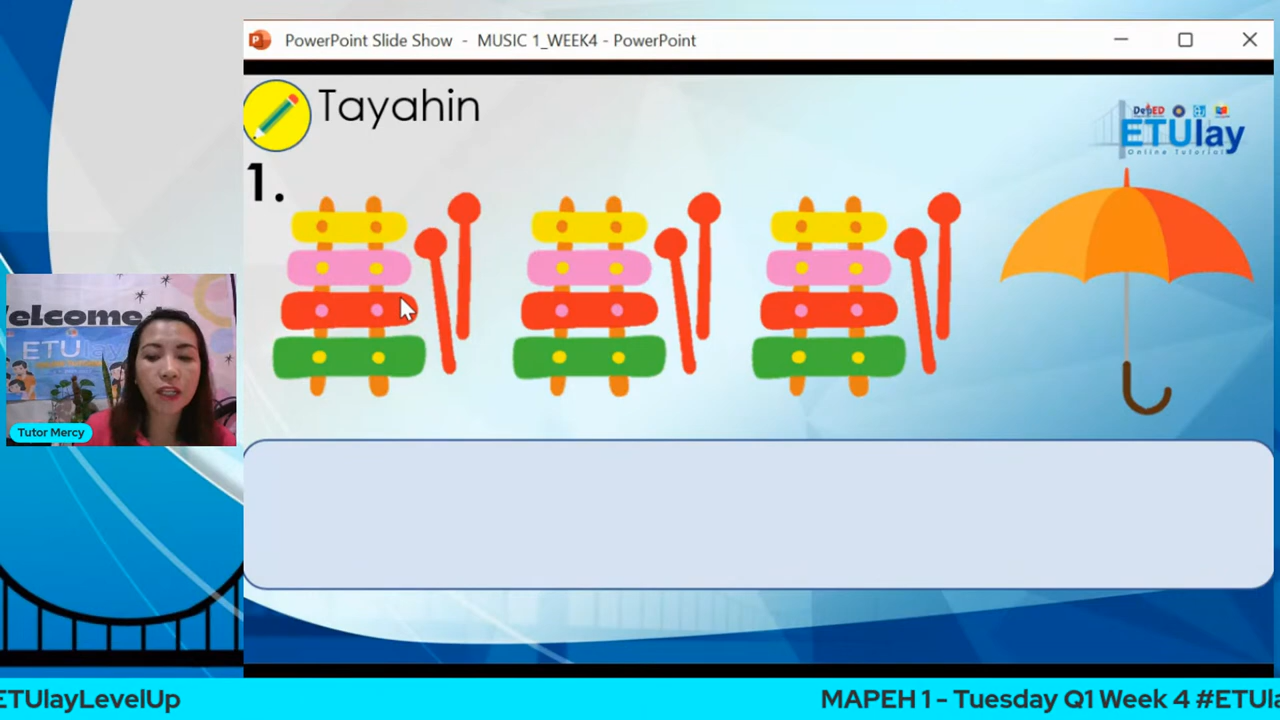 PowerPoint Slide Show - MUSIC 1_WEEK4 - PowerPoint
Tayahin
DepED
ETUlay
Online Tutorial
1.
elcome to
ETUlay
Tutor Mercy
ETUlayLevelUp
MAPEH 1 - Tuesday Q1 Week 4 #ETUla